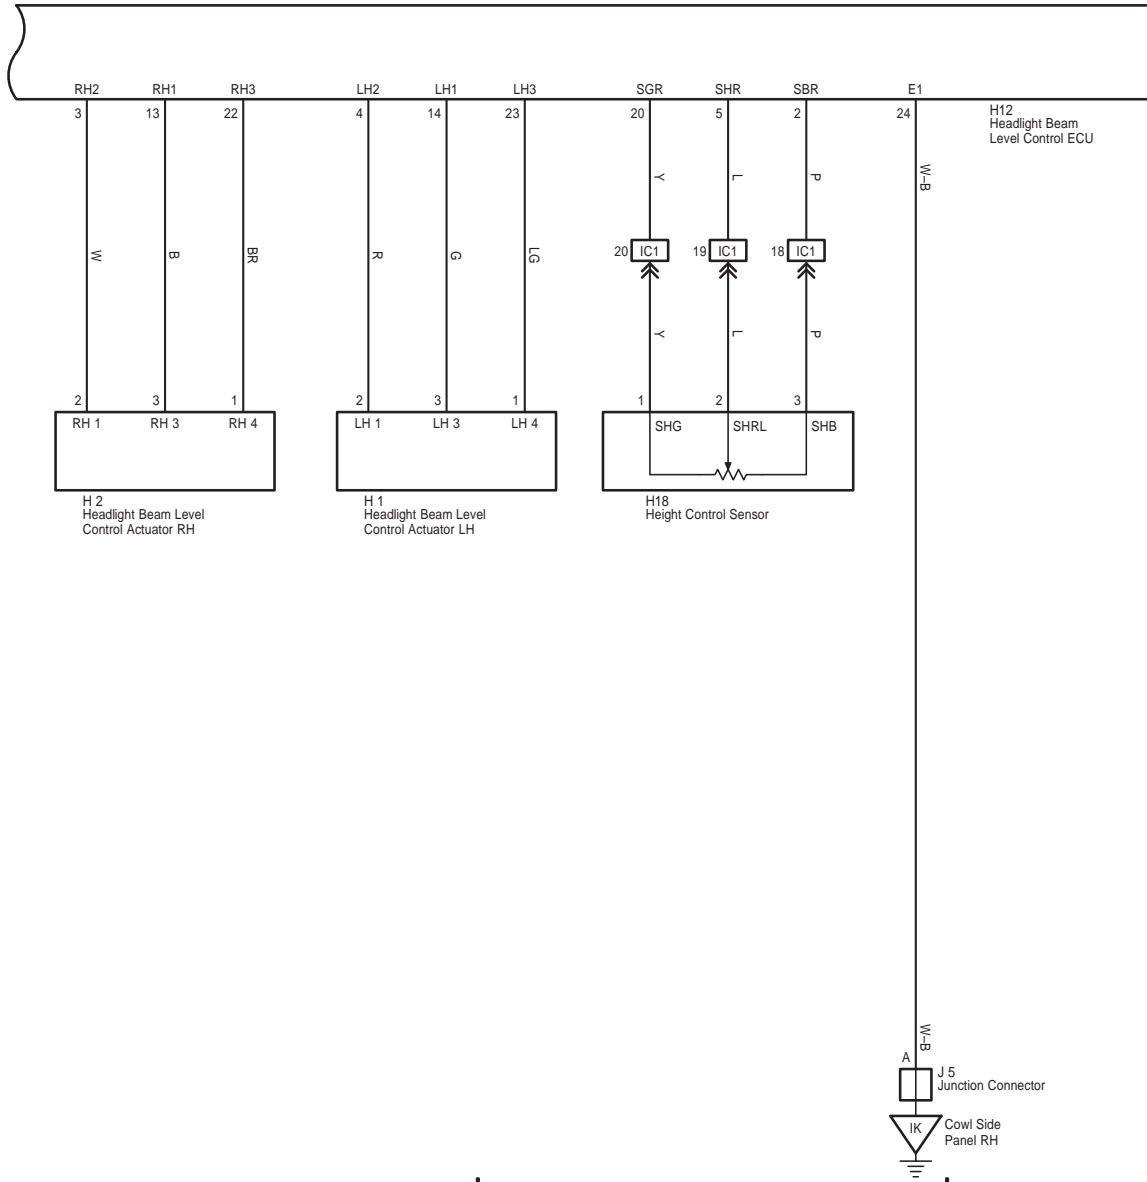 RH2 RH1 RH3 LH2 LH1 LH3 SGR SHR SBR E1
3 13 22 4 14 23 20 5 2 24
H12
Headlight Beam
Level Control ECU
Y L P W–B
W B BR R G LG
20 IC1 19 IC1 18 IC1
Y L P
2 3 1 2 3 1 1 2 3
RH 1 RH 3 RH 4 LH 1 LH 3 LH 4 SHG SHRL SHB
H 2
Headlight Beam Level
Control Actuator RH
H 1
Headlight Beam Level
Control Actuator LH
H18
Height Control Sensor
W–B
A
J 5
Junction Connector
IK
Cowl Side
Panel RH